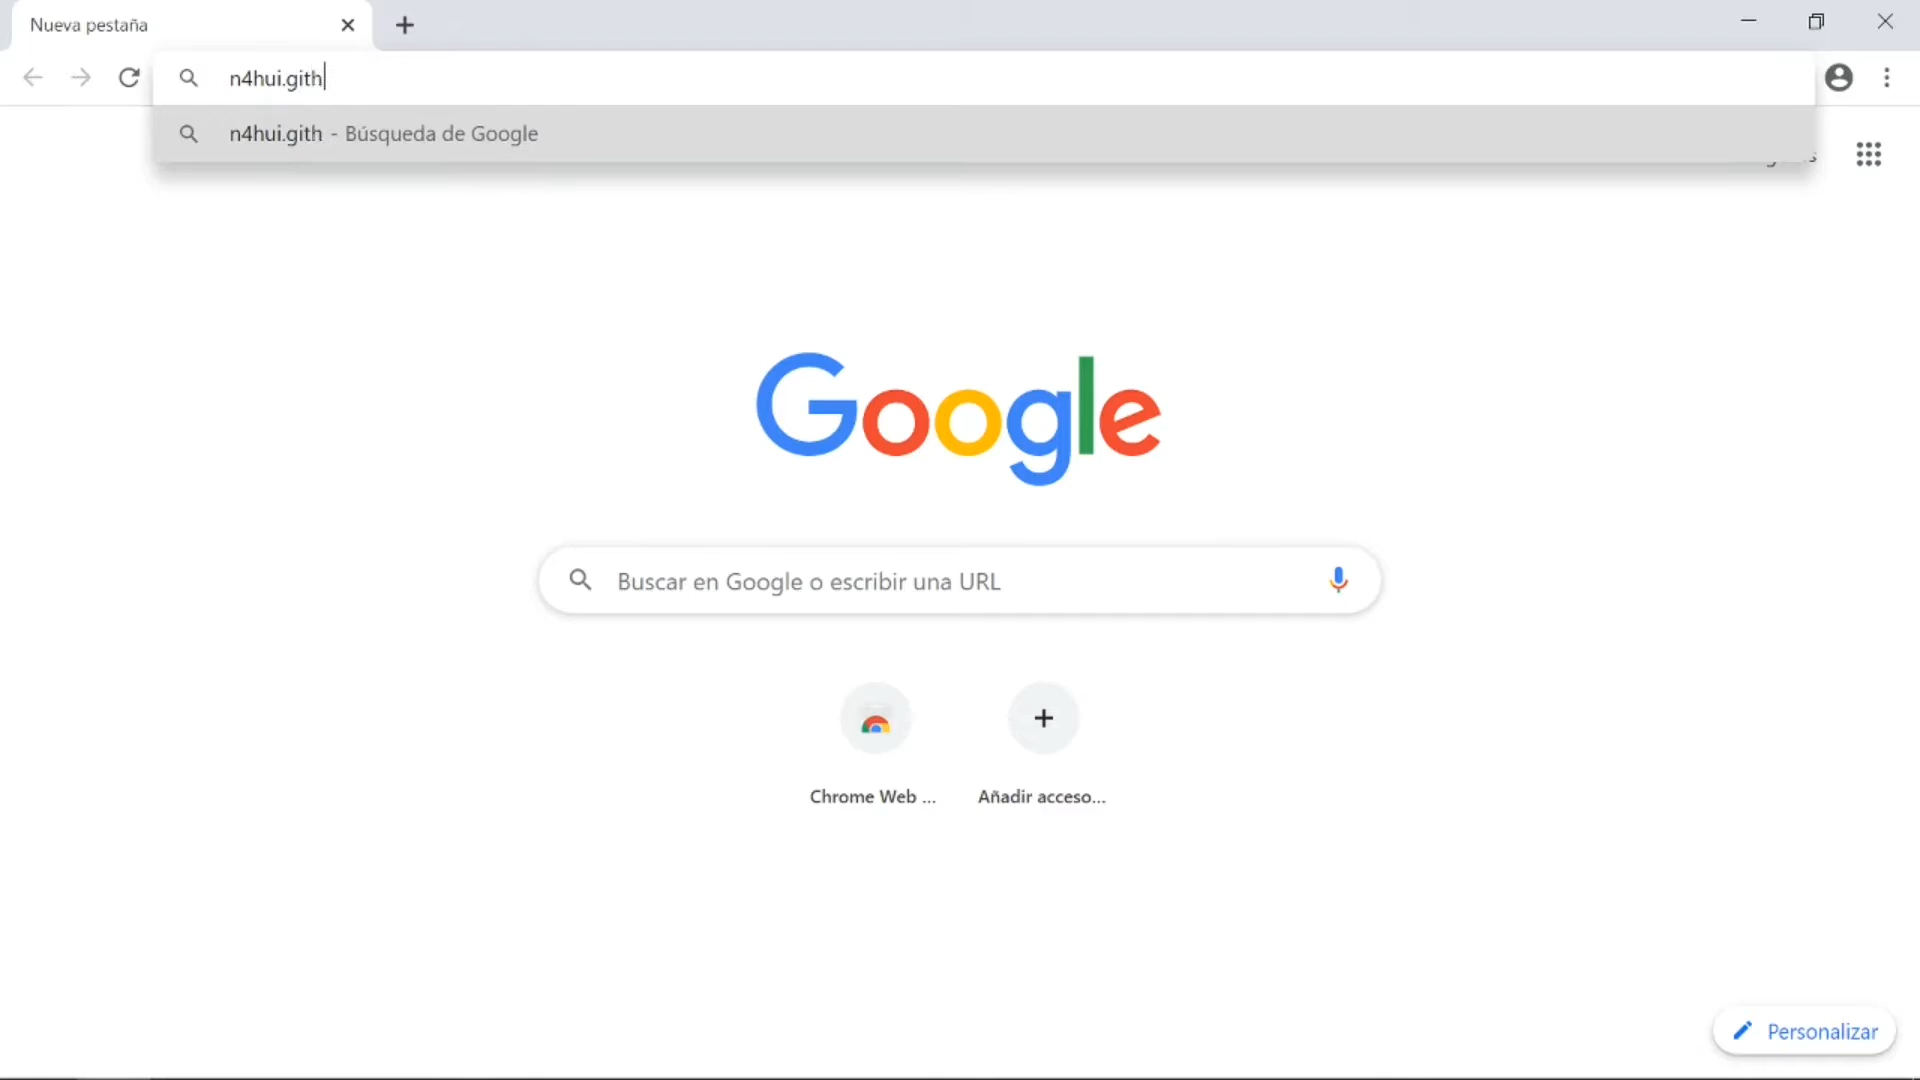 Nueva pestaña
n4hui.gith
n4hui.gith - Búsqueda de Google
Google
Buscar en Google o escribir una URL
Chrome Web ...
Añadir acceso...
Personalizar